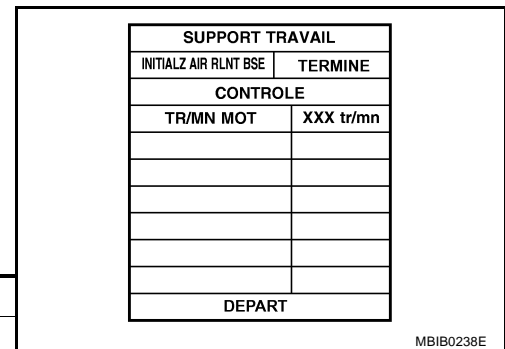 SUPPORT TRAVAIL
INITIALZ AIR RLNT BSE TERMINE
CONTROLE
TR/MN MOT XXX tr/mn
DEPART
MBIB0238E